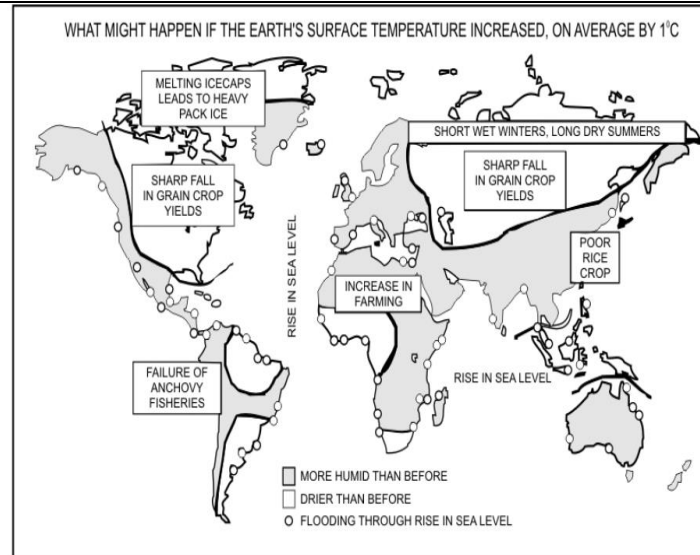 WHAT MIGHT HAPPEN IF THE EARTH'S SURFACE TEMPERATURE INCREASED, ON AVERAGE BY 1°C
MELTING ICECAPS
LEADS TO HEAVY
PACK ICE
SHORT WET WINTERS, LONG DRY SUMMERS
SHARP FALL
IN GRAIN CROP
YIELDS
SHARP FALL
IN GRAIN CROP
YIELDS
POOR
RICE
CROP
INCREASE IN
FARMING
RISE IN SEA LEVEL
FAILURE OF
ANCHOVY
FISHERIES
RISE IN SEA LEVEL
MORE HUMID THAN BEFORE
DRIER THAN BEFORE
FLOODING THROUGH RISE IN SEA LEVEL